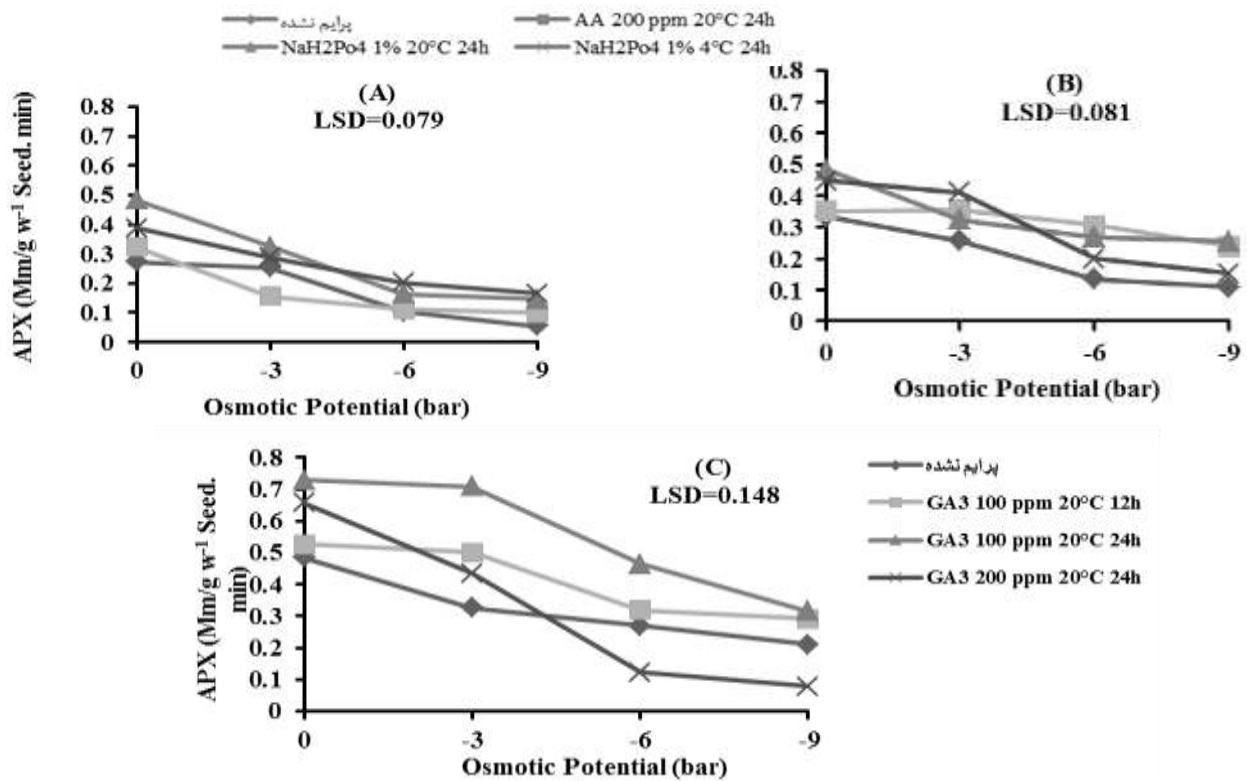 پرایم نشده
AA 200 ppm 20°C 24h
NaH2Po4 1% 20°C 24h
NaH2Po4 1% 4°C 24h
(A)
LSD=0.079
APX (Mm/g w-1 Seed. min)
0.8
0.7
0.6
0.5
0.4
0.3
0.2
0.1
0
0 -3 -6 -9
Osmotic Potential (bar)
(B)
LSD=0.081
0.8
0.7
0.6
0.5
0.4
0.3
0.2
0.1
0
0 -3 -6 -9
Osmotic Potential (bar)
(C)
LSD=0.148
APX (Mm/g w-1 Seed.
min)
0.8
0.7
0.6
0.5
0.4
0.3
0.2
0.1
0
0 -3 -6 -9
Osmotic Potential (bar)
پرایم نشده
GA3 100 ppm 20°C 12h
GA3 100 ppm 20°C 24h
GA3 200 ppm 20°C 24h